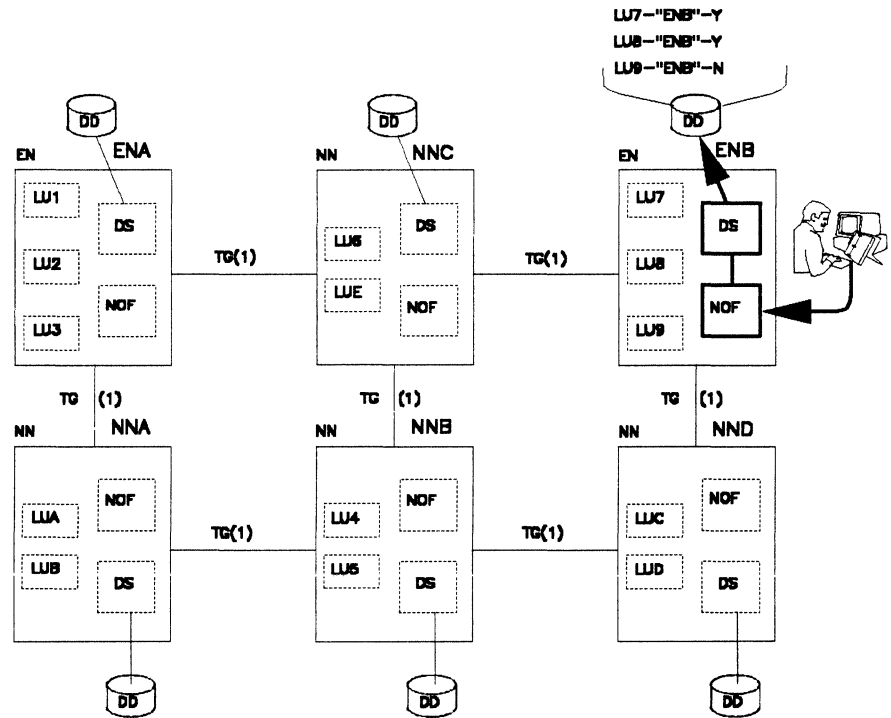 LU7-"ENB"-Y
LU8-"ENB"-Y
LU9-"ENB"-N
DD
DD
DD
EN ENA
NN NNC
EN ENB
LU1
DS
LU2
NOF
LU3
TG(1)
LU6
DS
LUE
NOF
TG(1)
LU7
DS
LU8
NOF
LU9
TG (1)
TG (1)
TG (1)
NN NNA
NN NNB
NN NND
NOF
LUA
LUB
DS
TG(1)
NOF
LU4
LU5
DS
TG(1)
NOF
LUC
LUD
DS
DD
DD
DD